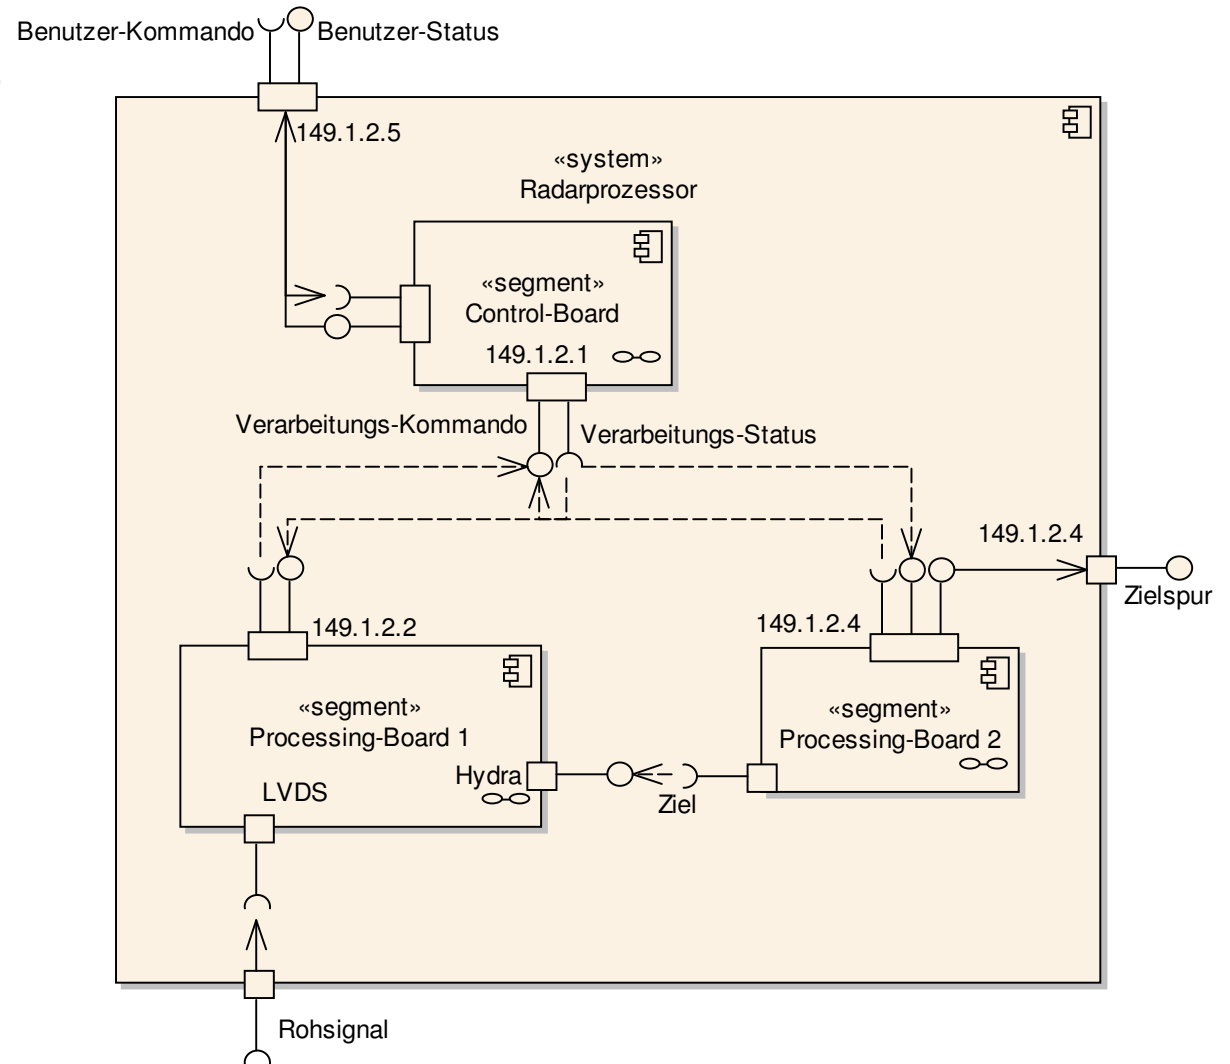 Benutzer-Kommando
Benutzer-Status
149.1.2.5
«system»
Radarprozessor
«segment»
Control-Board
149.1.2.1
Verarbeitungs-Kommando
Verarbeitungs-Status
149.1.2.4
Zielspur
149.1.2.2
149.1.2.4
«segment»
Processing-Board 1
Hydra
LVDS
«segment»
Processing-Board 2
Ziel
Rohsignal